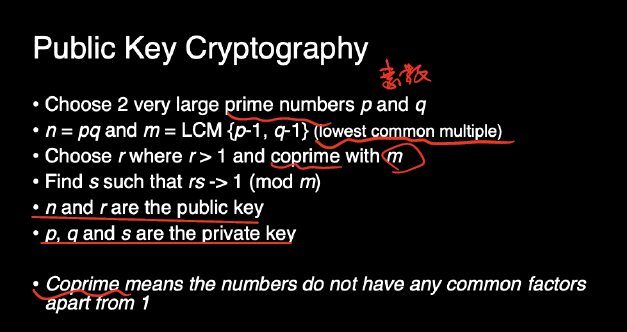 Public Key Cryptography
• Choose 2 very large prime numbers p and q
• n = pq and m = LCM {p-1, q-1} (lowest common multiple)
• Choose r where r > 1 and coprime with m
• Find s such that rs -> 1 (mod m)
• n and r are the public key
• p, q and s are the private key
• Coprime means the numbers do not have any common factors
apart from 1